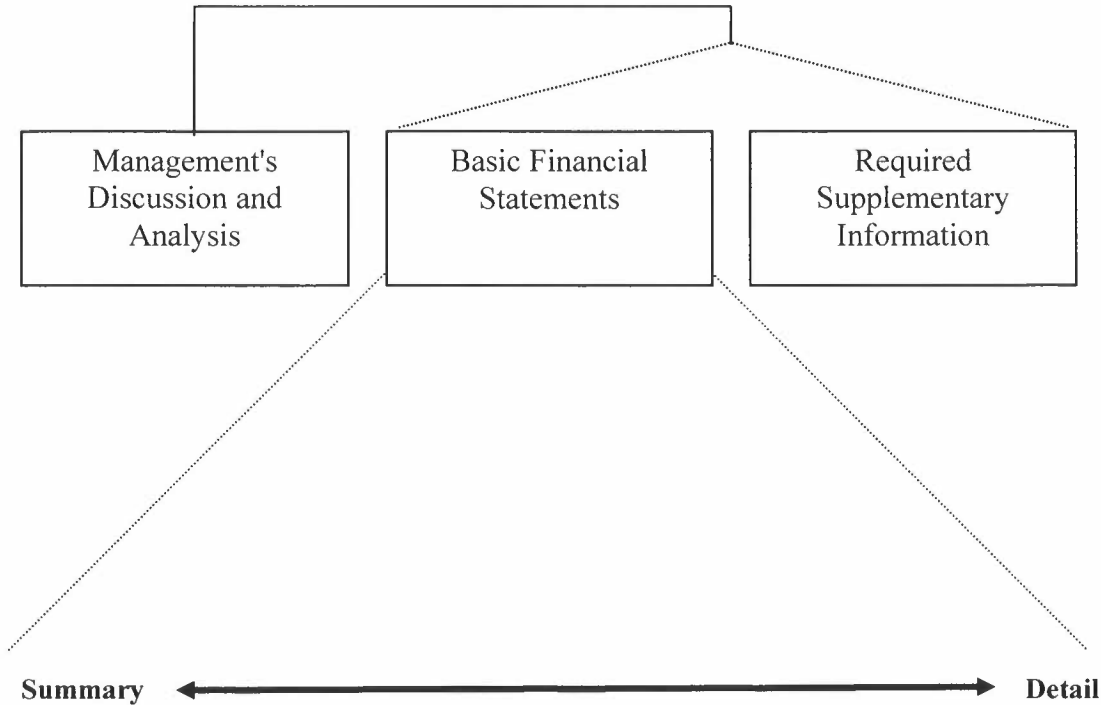 Management's
Discussion and
Analysis
Basic Financial
Statements
Required
Supplementary
Information
Summary
Detail